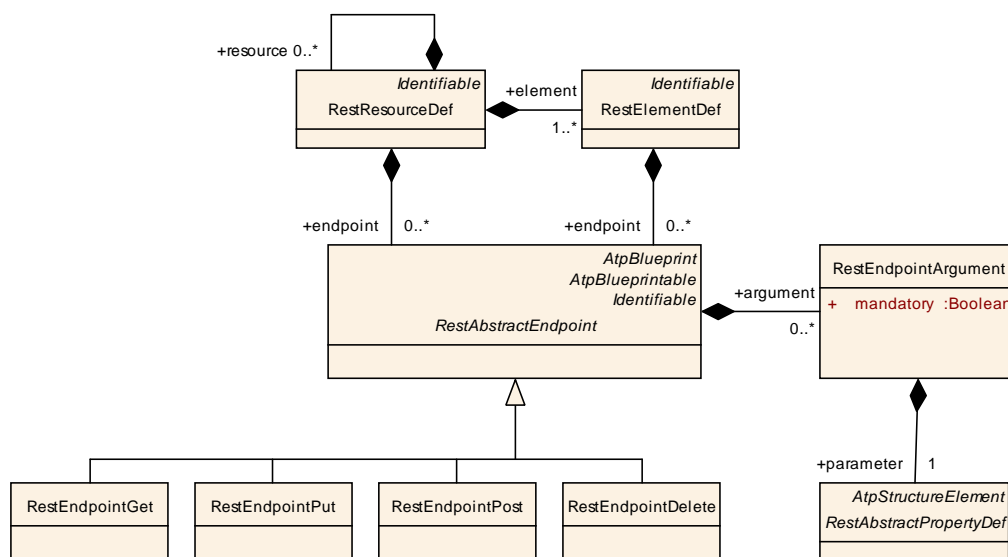 +resource 0..*
Identifiable
RestResourceDef
+element
1..*
Identifiable
RestElementDef
+endpoint 0..*
+endpoint 0..*
AtpBlueprint
AtpBlueprintable
Identifiable
RestAbstractEndpoint
+argument
0..*
RestEndpointArgument
+ mandatory :Boolean
+parameter 1
RestEndpointGet
RestEndpointPut
RestEndpointPost
RestEndpointDelete
AtpStructureElement
RestAbstractPropertyDef